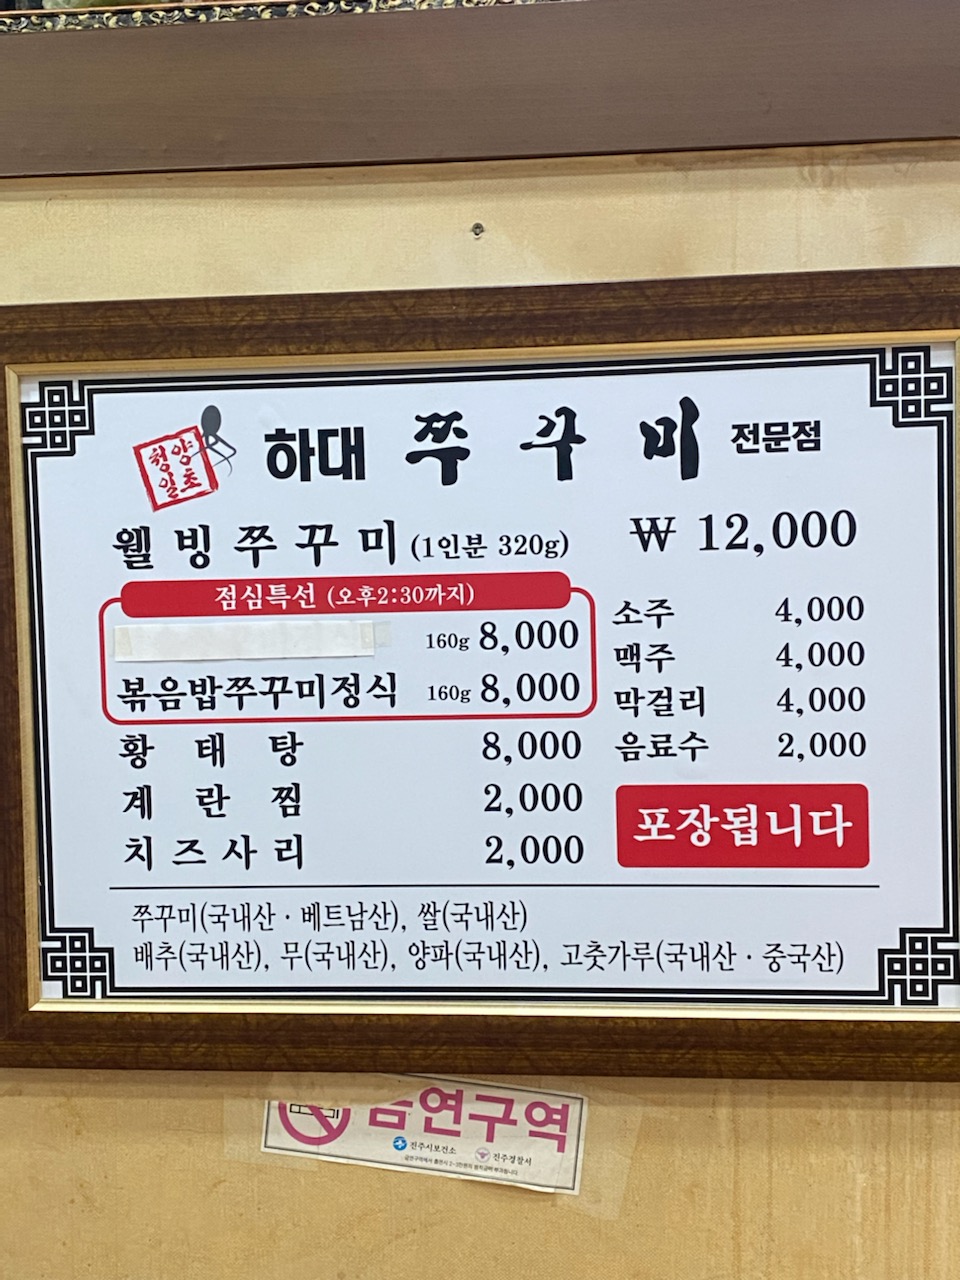 청양
일초
하대 쭈꾸미 전문점
웰빙쭈꾸미 (1인분 320g) ₩ 12,000
점심특선 (오후2:30까지)
160g 8,000
볶음밥쭈꾸미정식 160g 8,000
황태탕 8,000
계란찜 2,000
치즈사리 2,000
소주 4,000
맥주 4,000
막걸리 4,000
음료수 2,000
포장됩니다
쭈꾸미(국내산 · 베트남산), 쌀(국내산)
배추(국내산), 무(국내산), 양파(국내산), 고춧가루(국내산 · 중국산)
금연구역
진주시보건소 진주경찰서